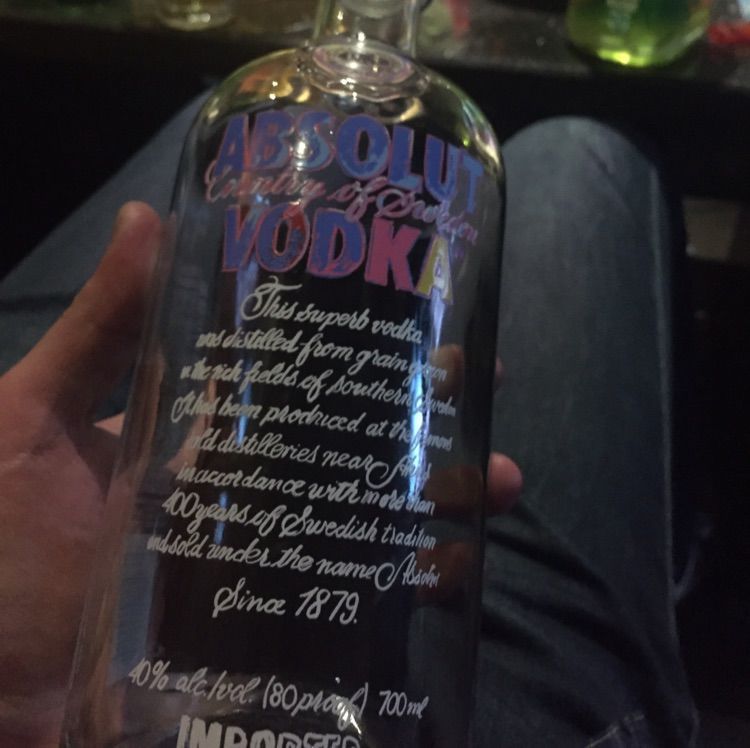 ABSOLUT
Country of Sweden
VODKA
This superb vodka
was distilled from grain grown
in the rich fields of southern Sweden
It has been produced at the famous
old distilleries near Åhus
in accordance with more than
400 years of Swedish tradition
and sold under the name Absolut
Since 1879.
40% alc./vol. (80 proof) 700 ml
IMPORTED